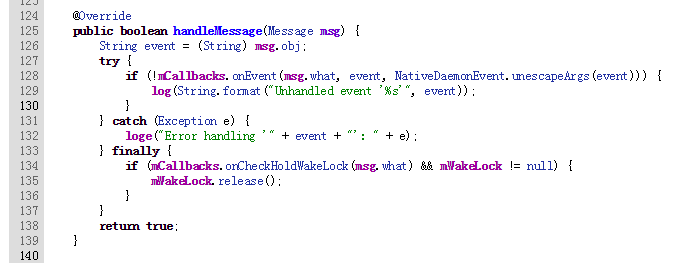 124 @Override
125 public boolean handleMessage(Message msg) {
126 String event = (String) msg.obj;
127 try {
128 if (!mCallbacks.onEvent(msg.what, event, NativeDaemonEvent.unescapeArgs(event))) {
129 log(String.format("Unhandled event '%s'", event));
130 }
131 } catch (Exception e) {
132 loge("Error handling '" + event + "': " + e);
133 } finally {
134 if (mCallbacks.onCheckHoldWakeLock(msg.what) && mWakeLock != null) {
135 mWakeLock.release();
136 }
137 }
138 return true;
139 }
140